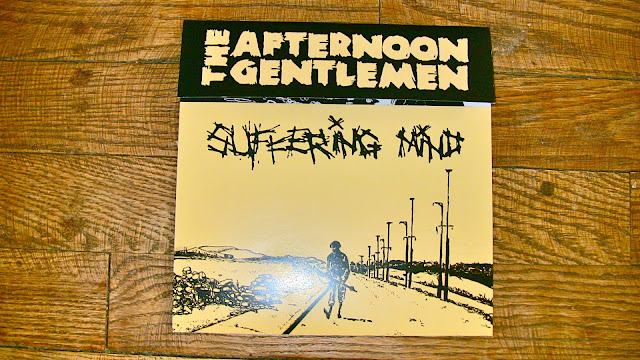 THE AFTERNOON
GENTLEMEN
SUFFERING MIND